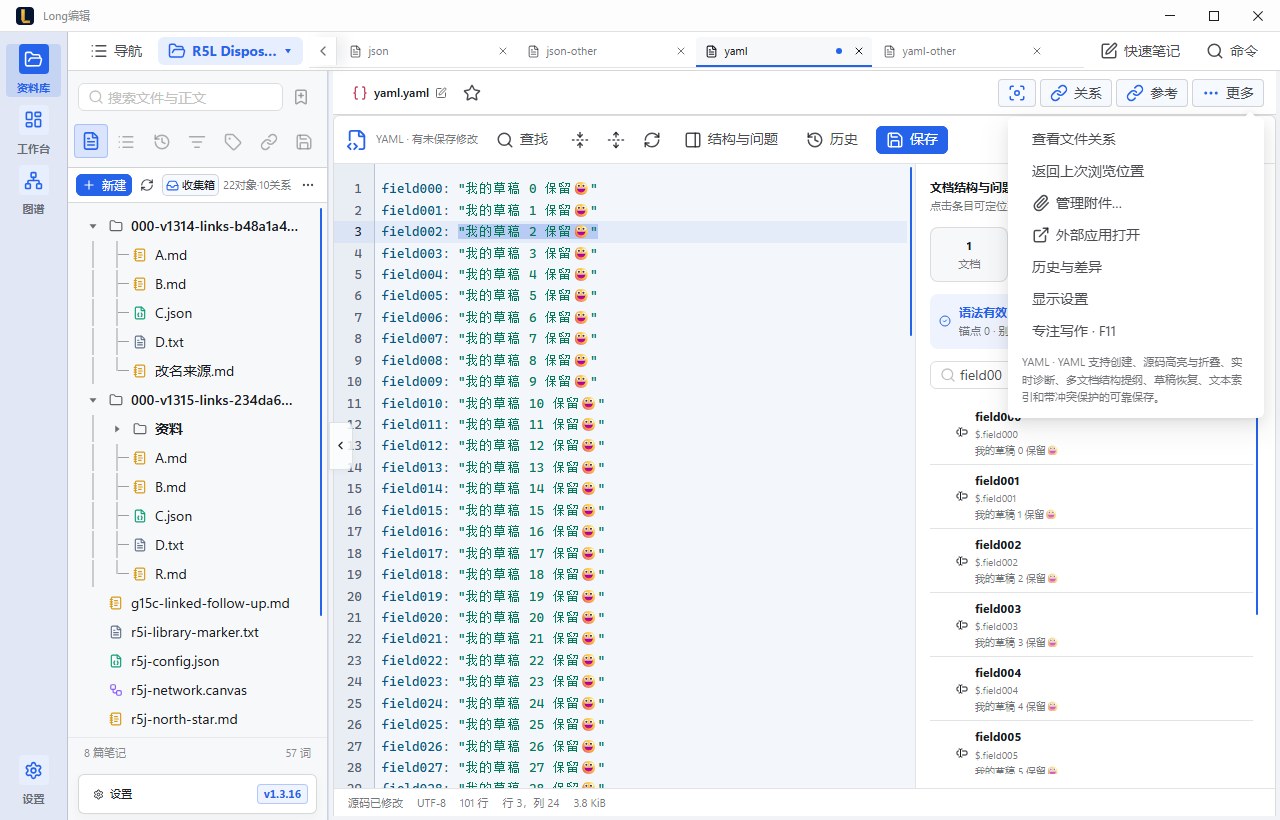 Long编辑
资料库
工作台
图谱
设置
导航
R5L Dispos...
json
json-other
yaml
yaml-other
快速笔记
命令
搜索文件与正文
新建
收集箱
22对象·10关系
000-v1314-links-b48a1a4...
A.md
B.md
C.json
D.txt
改名来源.md
000-v1315-links-234da6...
资料
A.md
B.md
C.json
D.txt
R.md
g15c-linked-follow-up.md
r5i-library-marker.txt
r5j-config.json
r5j-network.canvas
r5j-north-star.md
8 篇笔记
57 词
设置
v1.3.16
yaml.yaml
关系
参考
更多
YAML · 有未保存修改
查找
结构与问题
历史
保存
1 field000: "我的草稿 0 保留😀"
2 field001: "我的草稿 1 保留😀"
3 field002: "我的草稿 2 保留😀"
4 field003: "我的草稿 3 保留😀"
5 field004: "我的草稿 4 保留😀"
6 field005: "我的草稿 5 保留😀"
7 field006: "我的草稿 6 保留😀"
8 field007: "我的草稿 7 保留😀"
9 field008: "我的草稿 8 保留😀"
10 field009: "我的草稿 9 保留😀"
11 field010: "我的草稿 10 保留😀"
12 field011: "我的草稿 11 保留😀"
13 field012: "我的草稿 12 保留😀"
14 field013: "我的草稿 13 保留😀"
15 field014: "我的草稿 14 保留😀"
16 field015: "我的草稿 15 保留😀"
17 field016: "我的草稿 16 保留😀"
18 field017: "我的草稿 17 保留😀"
19 field018: "我的草稿 18 保留😀"
20 field019: "我的草稿 19 保留😀"
21 field020: "我的草稿 20 保留😀"
22 field021: "我的草稿 21 保留😀"
23 field022: "我的草稿 22 保留😀"
24 field023: "我的草稿 23 保留😀"
25 field024: "我的草稿 24 保留😀"
26 field025: "我的草稿 25 保留😀"
27 field026: "我的草稿 26 保留😀"
28 field027: "我的草稿 27 保留😀"
29 field028: "我的草稿 28 保留😀"
源码已修改
UTF-8
101 行
行 3，列 24
3.8 KiB
文档结构与问题
点击条目可定位
1
文档
语法有效
锚点 0 · 别
field00
查看文件关系
返回上次浏览位置
管理附件...
外部应用打开
历史与差异
显示设置
专注写作 · F11
YAML · YAML 支持创建、源码高亮与折叠、实
时诊断、多文档结构提纲、草稿恢复、文本索
引和带冲突保护的可靠保存。
field000
$.field000
我的草稿 0 保留😀
field001
$.field001
我的草稿 1 保留😀
field002
$.field002
我的草稿 2 保留😀
field003
$.field003
我的草稿 3 保留😀
field004
$.field004
我的草稿 4 保留😀
field005
$.field005
我的草稿 5 保留😀